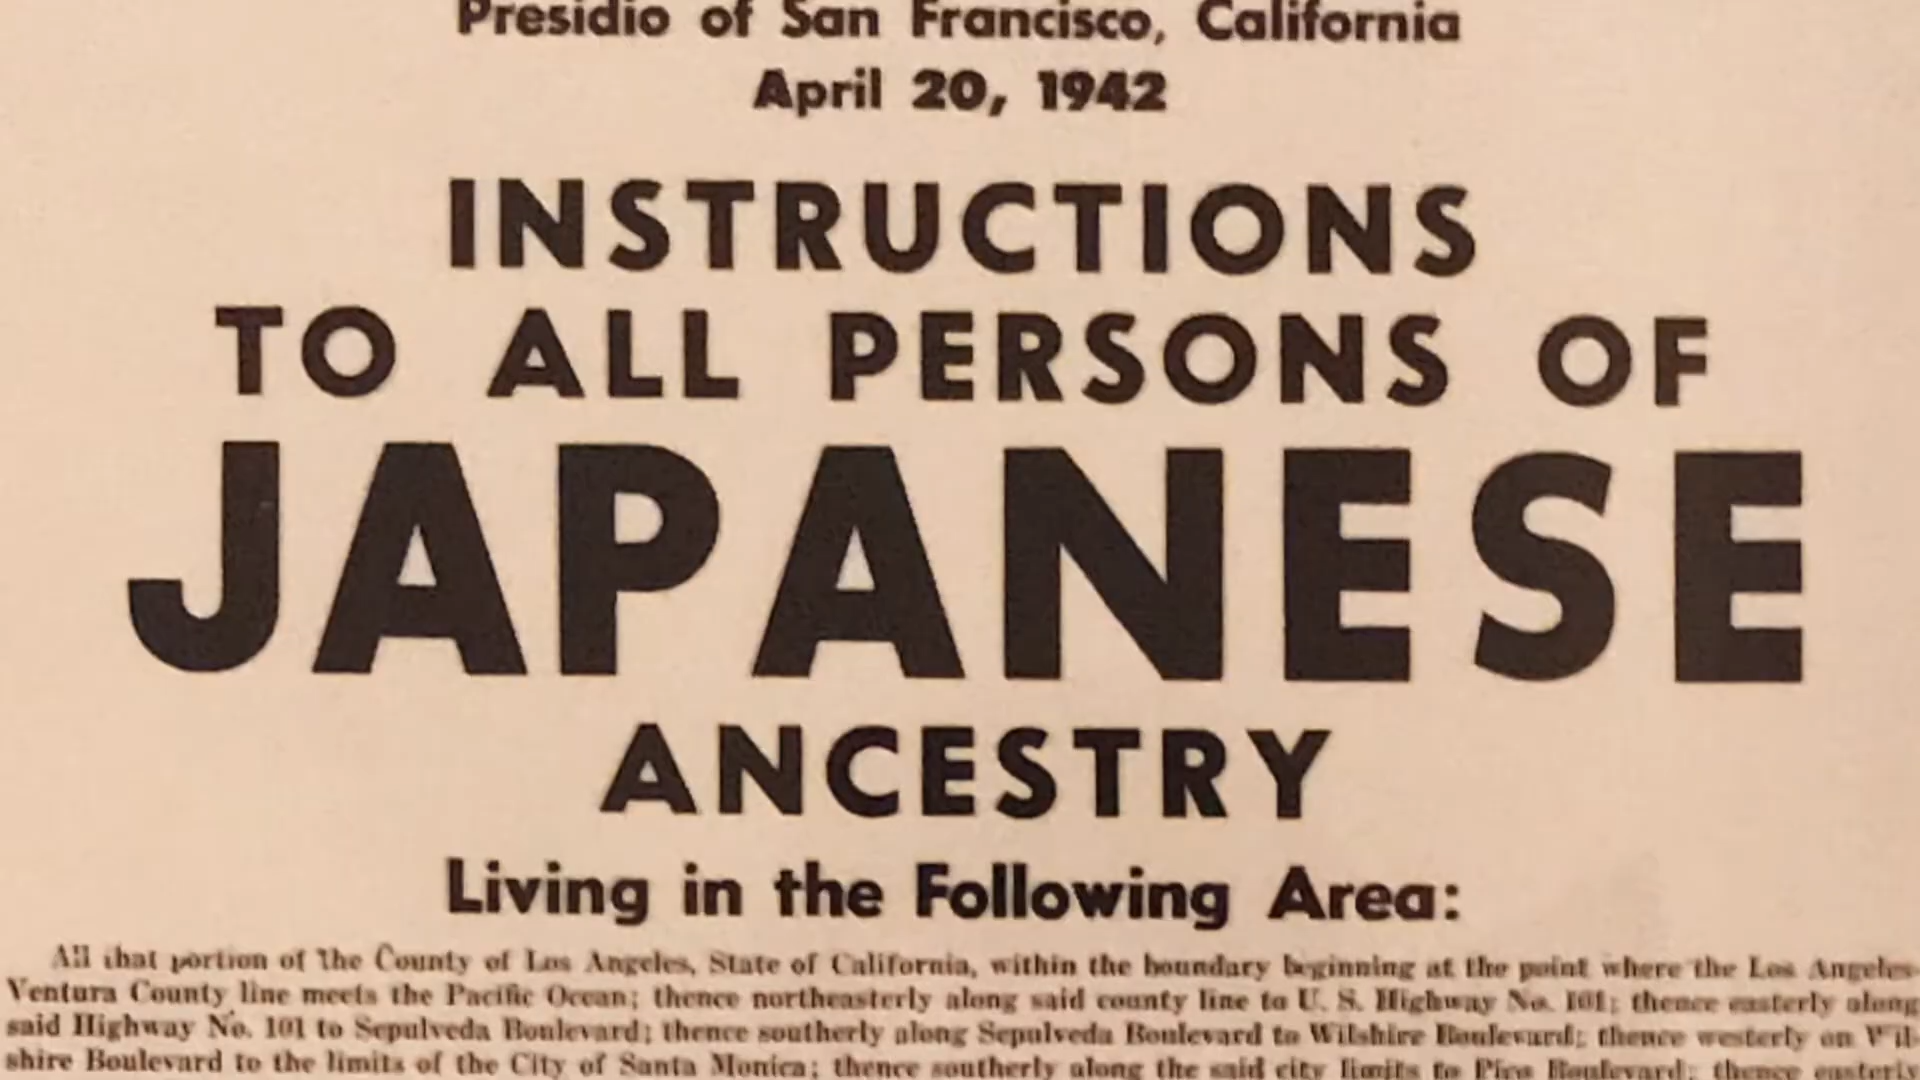 Presidio of San Francisco, California
April 20, 1942
INSTRUCTIONS
TO ALL PERSONS OF
JAPANESE
ANCESTRY
Living in the Following Area:
All that portion of the County of Los Angeles, State of California, within the boundary beginning at the point where the Los Angeles-
Ventura County line meets the Pacific Ocean; thence northeasterly along said county line to U. S. Highway No. 101; thence easterly along
said Highway No. 101 to Sepulveda Boulevard; thence southerly along Sepulveda Boulevard to Wilshire Boulevard; thence westerly on Wil-
shire Boulevard to the limits of the City of Santa Monica; thence southerly along the said city limits to Pico Boulevard; thence easterly